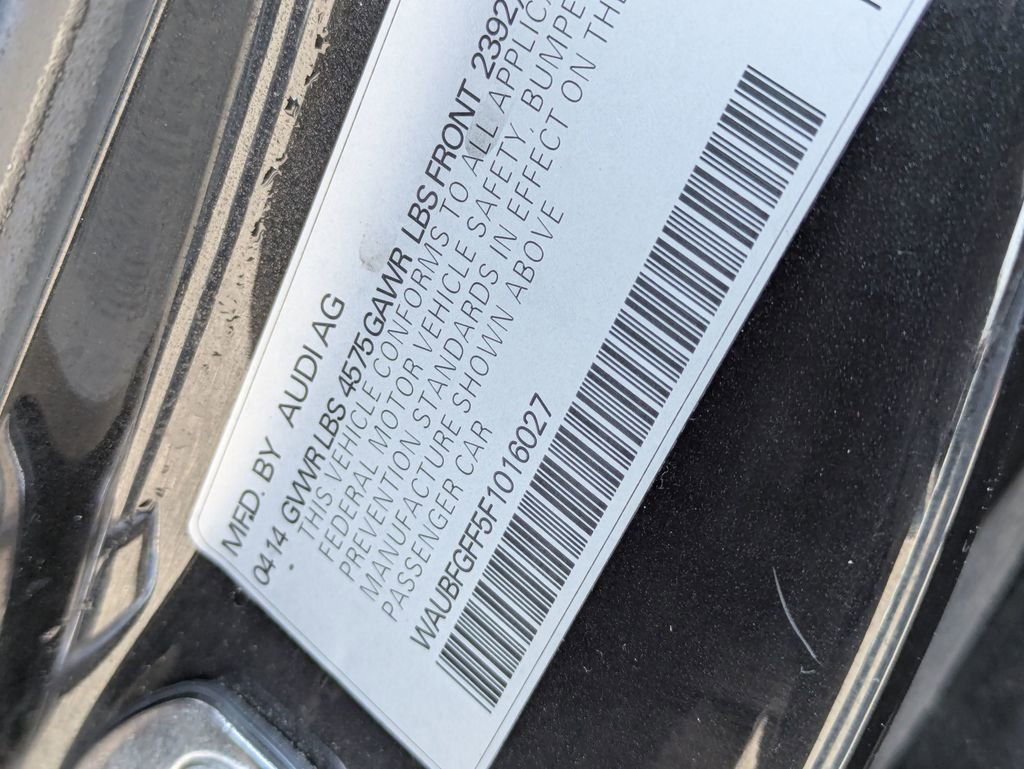 MFD. BY AUDI AG
04 14 GVWR LBS 4575 GAWR LBS FRONT 2392
THIS VEHICLE CONFORMS TO ALL APPLICA
FEDERAL MOTOR VEHICLE SAFETY, BUMPE
PREVENTION STANDARDS IN EFFECT ON THE
MANUFACTURE SHOWN ABOVE
PASSENGER CAR
WAUBFGFF5F1016027